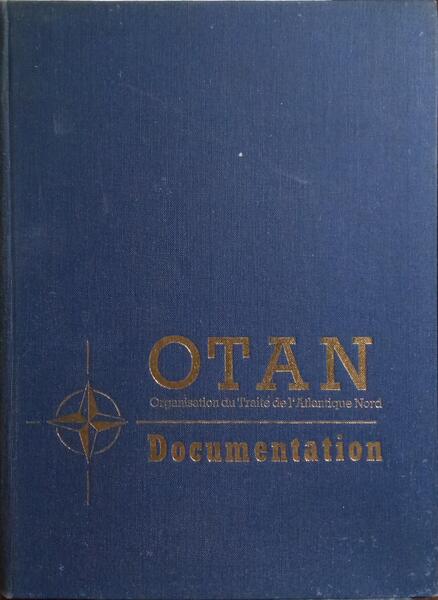 OTAN
Organisation du Traité de l'Atlantique Nord
Documentation